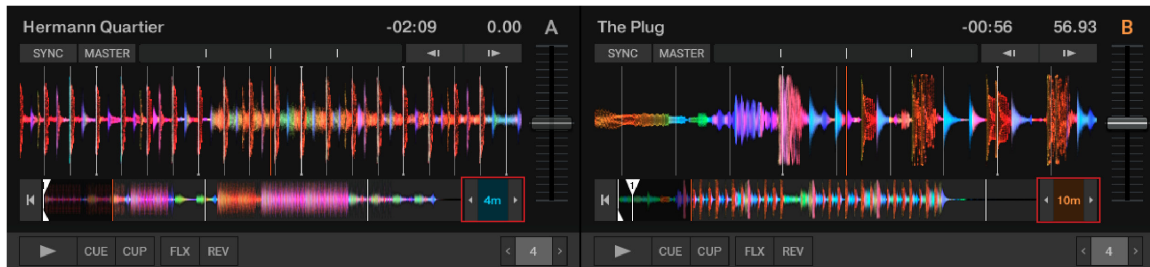 Hermann Quartier -02:09 0.00 A
SYNC MASTER
4m
CUE CUP FLX REV 4
The Plug -00:56 56.93 B
SYNC MASTER
1
10m
CUE CUP FLX REV 4